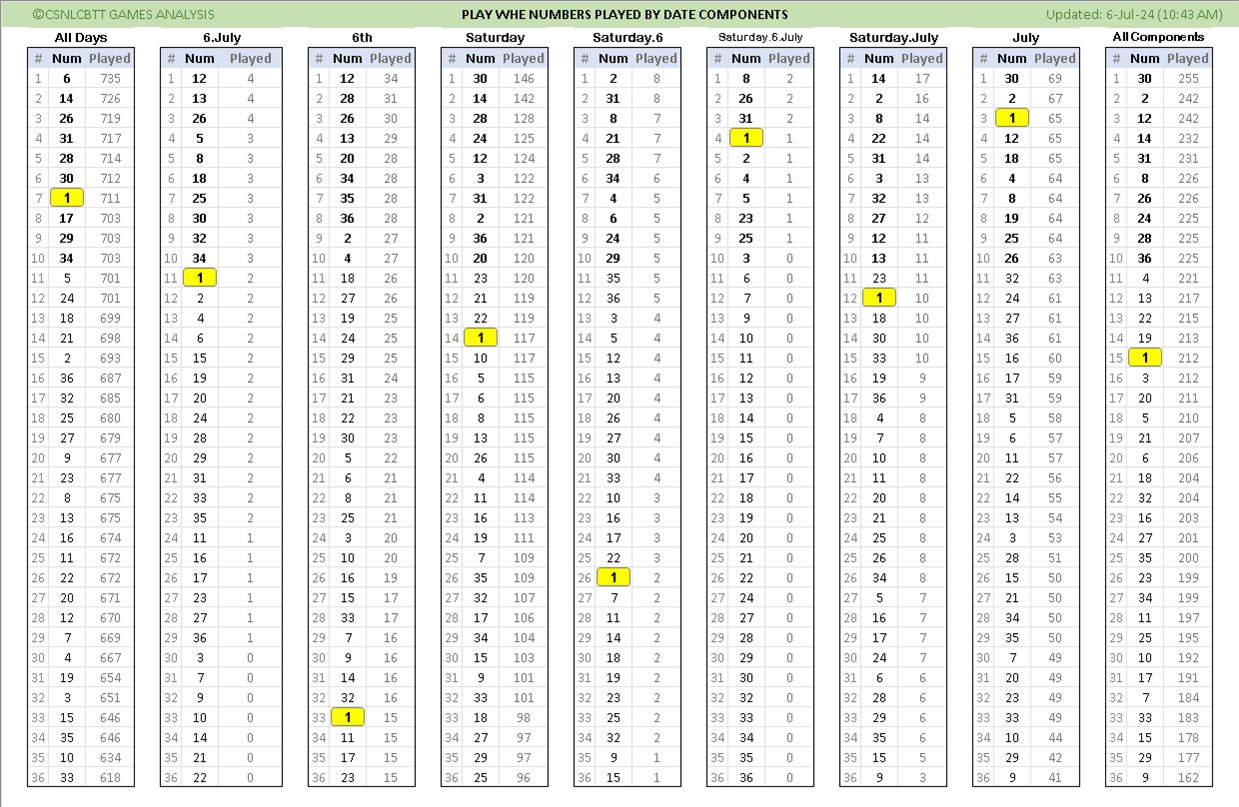 ©CSNLCBTT GAMES ANALYSIS PLAY WHE NUMBERS PLAYED BY DATE COMPONENTS Updated: 6-Jul-24 (10:43 AM)
All Days 6.July 6th Saturday Saturday.6 Saturday.6.July Saturday.July July All Components
# Num Played # Num Played # Num Played # Num Played # Num Played # Num Played # Num Played # Num Played # Num Played
1 6 735 1 12 4 1 12 34 1 30 146 1 2 8 1 8 2 1 14 17 1 30 69 1 30 255
2 14 726 2 13 4 2 28 31 2 14 142 2 31 8 2 26 2 2 2 16 2 2 67 2 2 242
3 26 719 3 26 4 3 26 30 3 28 128 3 8 7 3 31 2 3 8 14 3 1 65 3 12 242
4 31 717 4 5 3 4 13 29 4 24 125 4 21 7 4 1 1 4 22 14 4 12 65 4 14 232
5 28 714 5 8 3 5 20 28 5 12 124 5 28 7 5 2 1 5 31 14 5 18 65 5 31 231
6 30 712 6 18 3 6 34 28 6 3 122 6 34 6 6 4 1 6 3 13 6 4 64 6 8 226
7 1 711 7 25 3 7 35 28 7 31 122 7 4 5 7 5 1 7 32 13 7 8 64 7 26 226
8 17 703 8 30 3 8 36 28 8 2 121 8 6 5 8 23 1 8 27 12 8 19 64 8 24 225
9 29 703 9 32 3 9 2 27 9 36 121 9 24 5 9 25 1 9 12 11 9 25 64 9 28 225
10 34 703 10 34 3 10 4 27 10 20 120 10 29 5 10 3 0 10 13 11 10 26 63 10 36 225
11 5 701 11 1 2 11 18 26 11 23 120 11 35 5 11 6 0 11 23 11 11 32 63 11 4 221
12 24 701 12 2 2 12 27 26 12 21 119 12 36 5 12 7 0 12 1 10 12 24 61 12 13 217
13 18 699 13 4 2 13 19 25 13 22 119 13 3 4 13 9 0 13 18 10 13 27 61 13 22 215
14 21 698 14 6 2 14 24 25 14 1 117 14 5 4 14 10 0 14 30 10 14 36 61 14 19 213
15 2 693 15 15 2 15 29 25 15 10 117 15 12 4 15 11 0 15 33 10 15 16 60 15 1 212
16 36 687 16 19 2 16 31 24 16 5 115 16 13 4 16 12 0 16 19 9 16 17 59 16 3 212
17 32 685 17 20 2 17 21 23 17 6 115 17 20 4 17 13 0 17 36 9 17 31 59 17 20 211
18 25 680 18 24 2 18 22 23 18 8 115 18 26 4 18 14 0 18 4 8 18 5 58 18 5 210
19 27 679 19 28 2 19 30 23 19 13 115 19 27 4 19 15 0 19 7 8 19 6 57 19 21 207
20 9 677 20 29 2 20 5 22 20 26 115 20 30 4 20 16 0 20 10 8 20 11 57 20 6 206
21 23 677 21 31 2 21 6 21 21 4 114 21 33 4 21 17 0 21 11 8 21 22 56 21 18 204
22 8 675 22 33 2 22 8 21 22 11 114 22 10 3 22 18 0 22 20 8 22 14 55 22 32 204
23 13 675 23 35 2 23 25 21 23 16 113 23 16 3 23 19 0 23 21 8 23 13 54 23 16 203
24 16 674 24 11 1 24 3 20 24 19 111 24 17 3 24 20 0 24 25 8 24 3 53 24 27 201
25 11 672 25 16 1 25 10 20 25 7 109 25 22 3 25 21 0 25 26 8 25 28 51 25 35 200
26 22 672 26 17 1 26 16 19 26 35 109 26 1 2 26 22 0 26 34 8 26 15 50 26 23 199
27 20 671 27 23 1 27 15 17 27 32 107 27 7 2 27 24 0 27 5 7 27 21 50 27 34 199
28 12 670 28 27 1 28 33 17 28 17 106 28 11 2 28 27 0 28 16 7 28 34 50 28 11 197
29 7 669 29 36 1 29 7 16 29 34 104 29 14 2 29 28 0 29 17 7 29 35 50 29 25 195
30 4 667 30 3 0 30 9 16 30 15 103 30 18 2 30 29 0 30 24 7 30 7 49 30 10 192
31 19 654 31 7 0 31 14 16 31 9 101 31 19 2 31 30 0 31 6 6 31 20 49 31 17 191
32 3 651 32 9 0 32 32 16 32 33 101 32 23 2 32 32 0 32 28 6 32 23 49 32 7 184
33 15 646 33 10 0 33 1 15 33 18 98 33 25 2 33 33 0 33 29 6 33 33 49 33 33 183
34 35 646 34 14 0 34 11 15 34 27 97 34 32 2 34 34 0 34 35 6 34 10 44 34 15 178
35 10 634 35 21 0 35 17 15 35 29 97 35 9 1 35 35 0 35 15 5 35 29 42 35 29 177
36 33 618 36 22 0 36 23 15 36 25 96 36 15 1 36 36 0 36 9 3 36 9 41 36 9 162